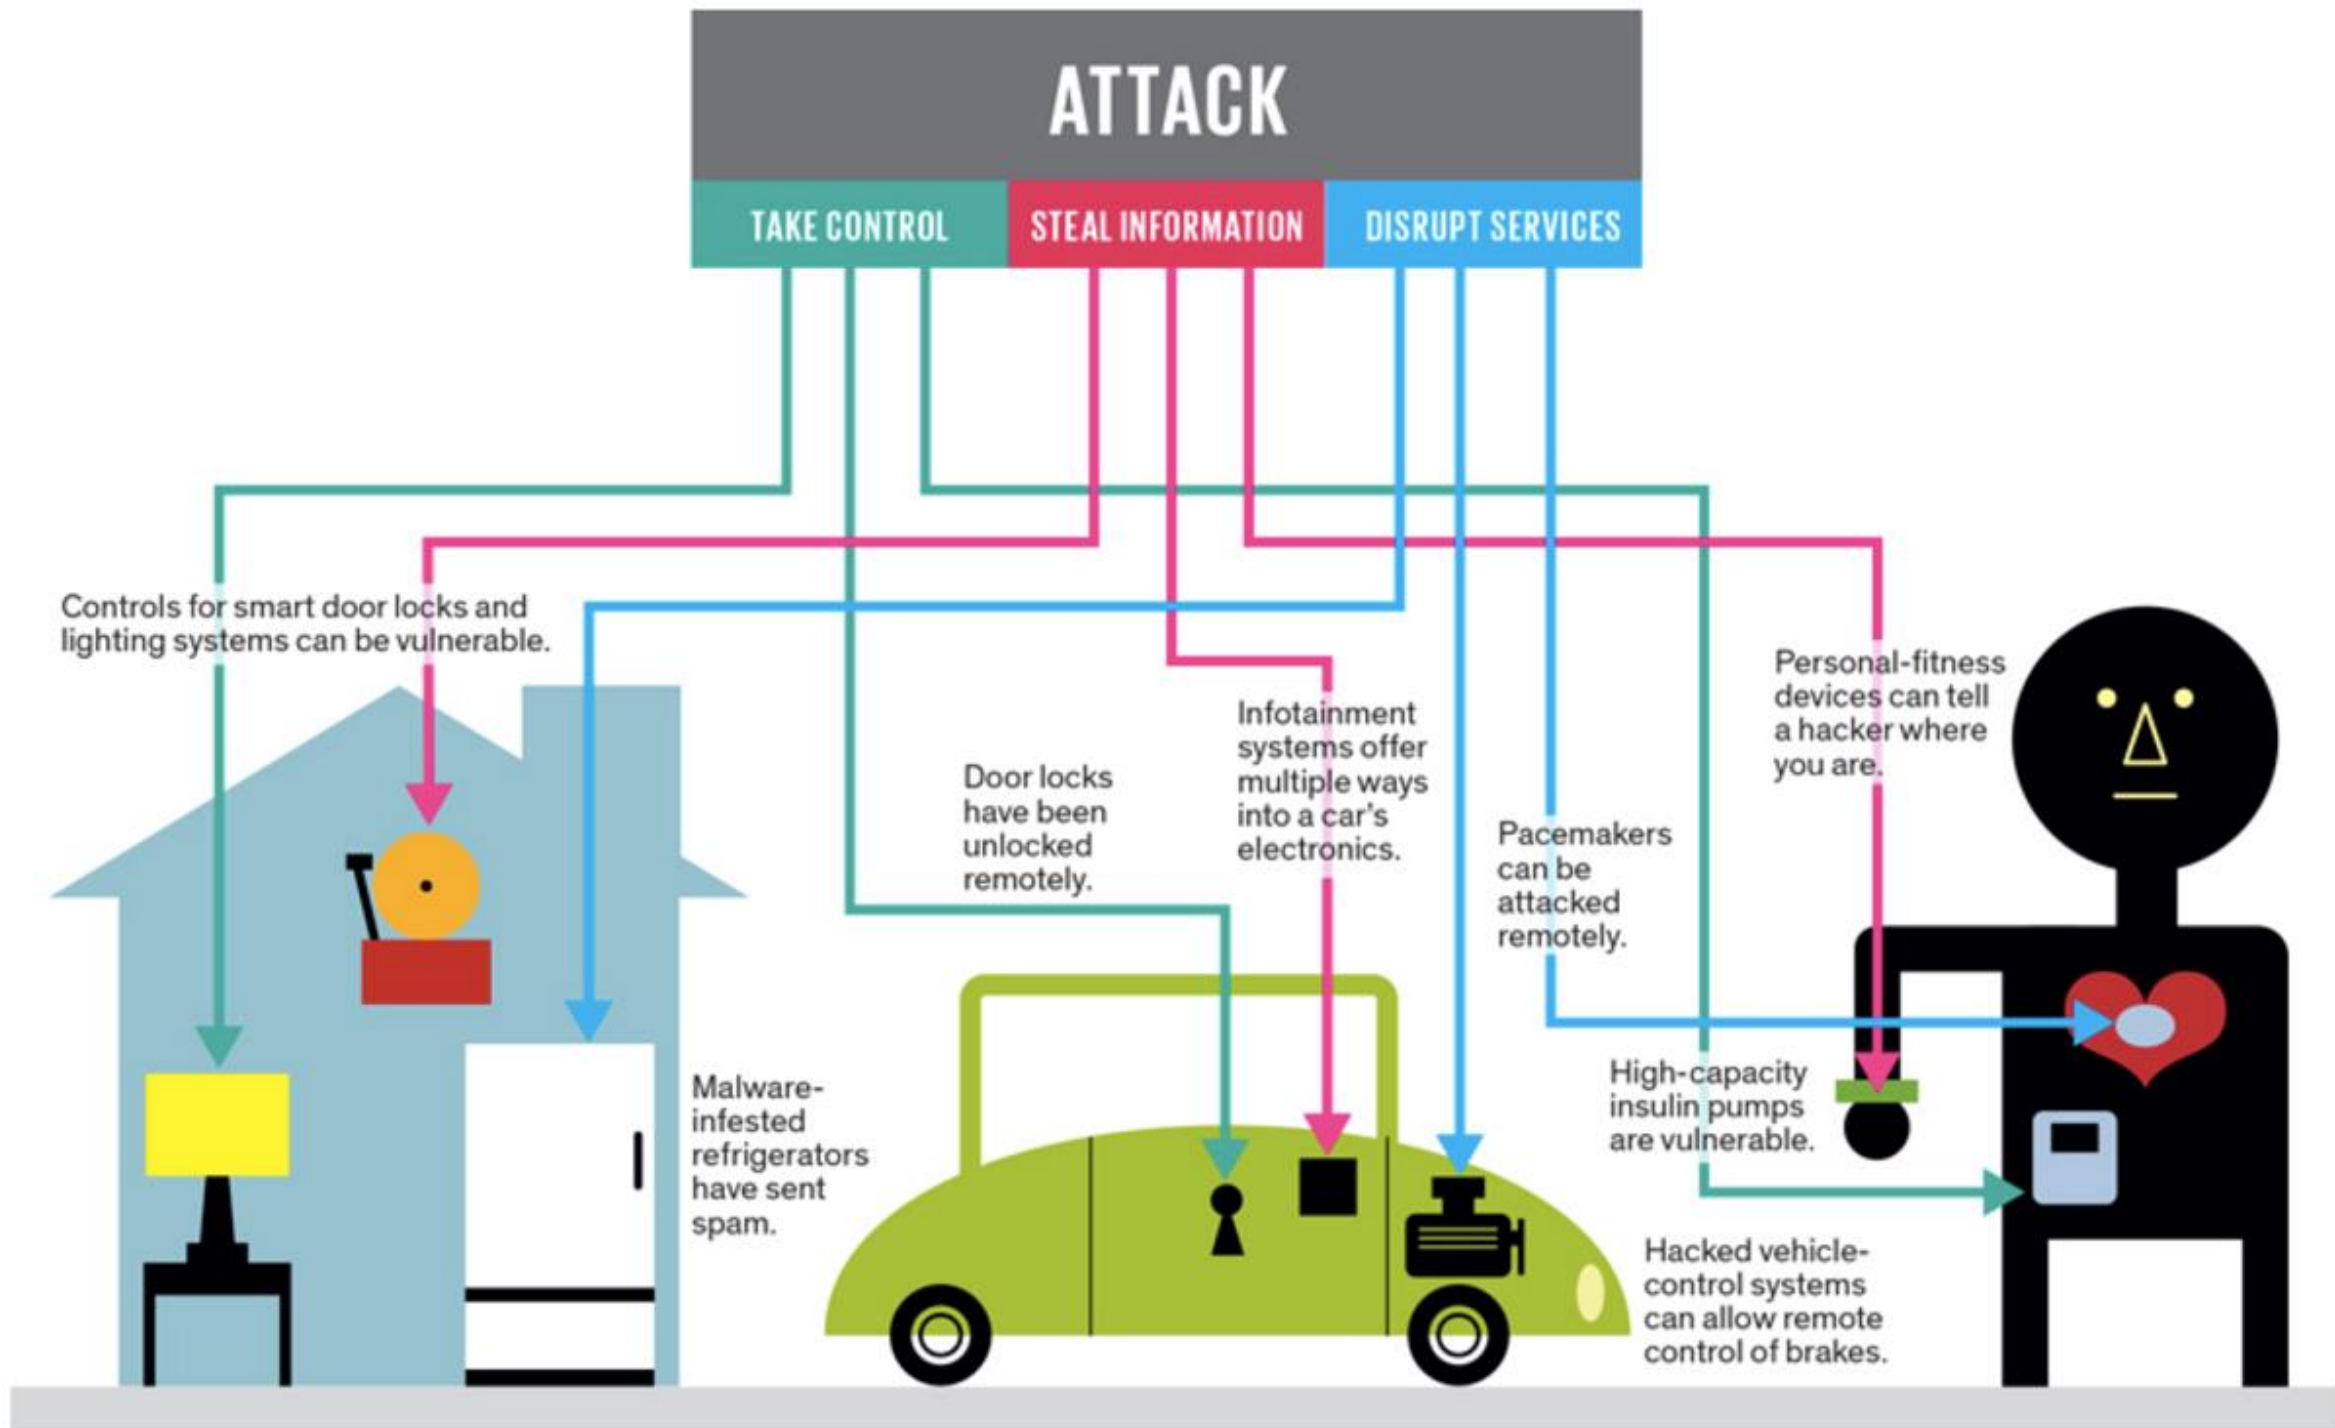 ATTACK
TAKE CONTROL
STEAL INFORMATION
DISRUPT SERVICES
Controls for smart door locks and
lighting systems can be vulnerable.
Malware-
infested
refrigerators
have sent
spam.
Door locks
have been
unlocked
remotely.
Infotainment
systems offer
multiple ways
into a car's
electronics.
Pacemakers
can be
attacked
remotely.
Personal-fitness
devices can tell
a hacker where
you are.
High-capacity
insulin pumps
are vulnerable.
Hacked vehicle-
control systems
can allow remote
control of brakes.